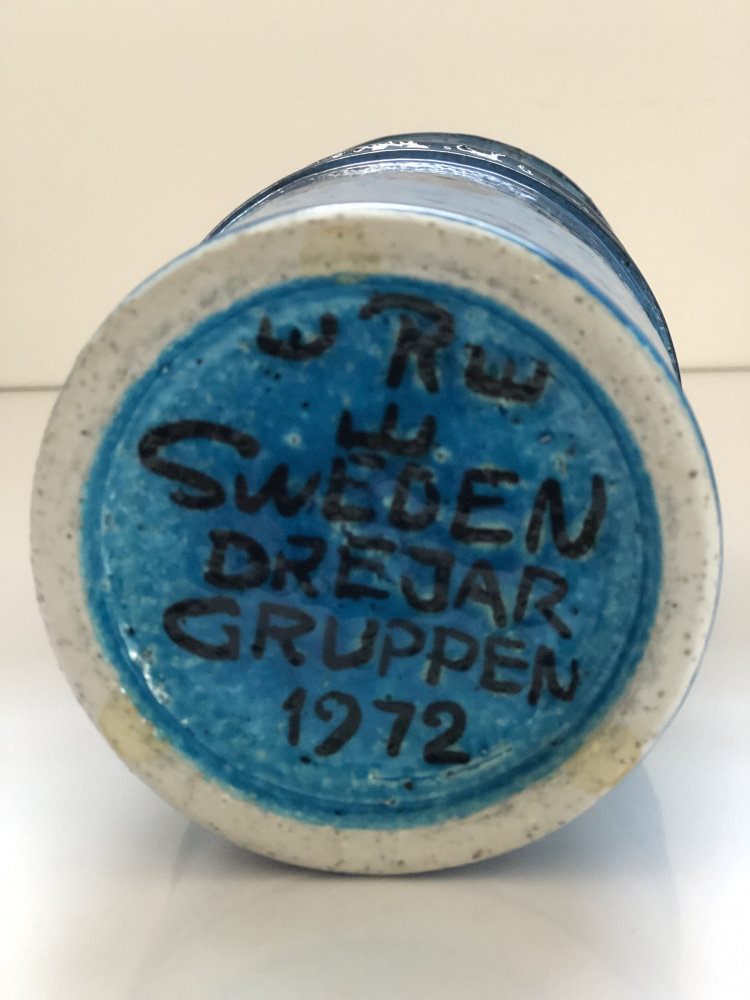 W R W
W
SWEDEN
DREJAR
GRUPPEN
1972